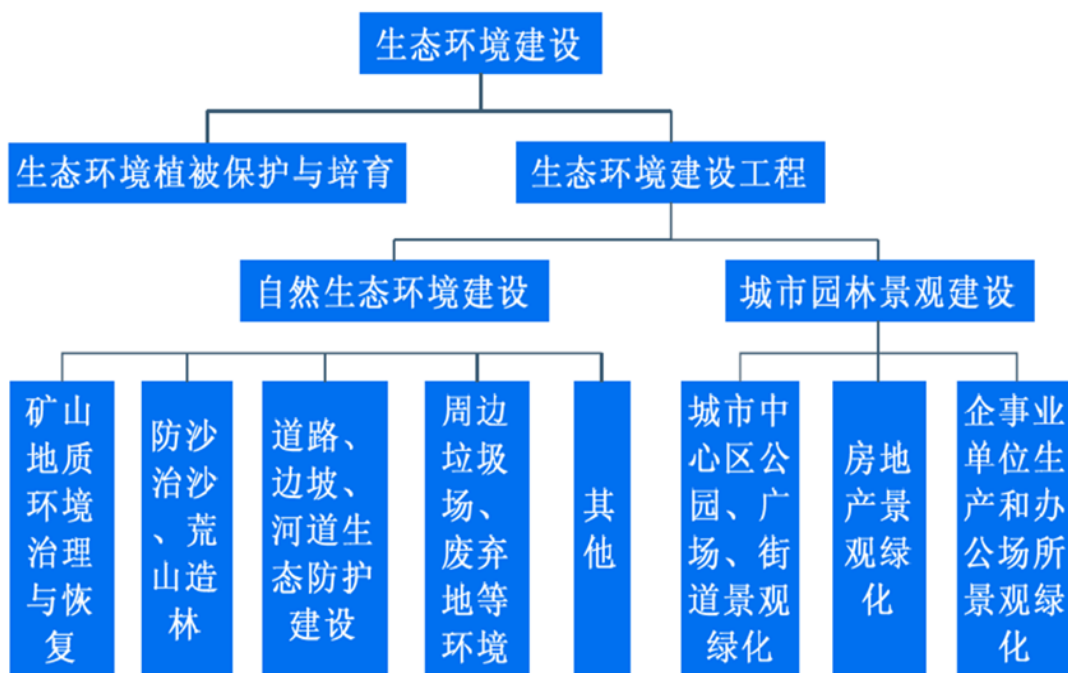 生态环境建设
生态环境植被保护与培育
生态环境建设工程
自然生态环境建设
城市园林景观建设
矿山
地质
环境
治理
与恢
复
防沙
治沙
、荒
山造
林
道路、
边坡、
河道生
态防护
建设
周边
垃圾
场、
废弃
地等
环境
其
他
城市中
心区公
园、广
场、街
道景观
绿化
房地
产景
观绿
化
企事业
单位生
产和办
公场所
景观绿
化